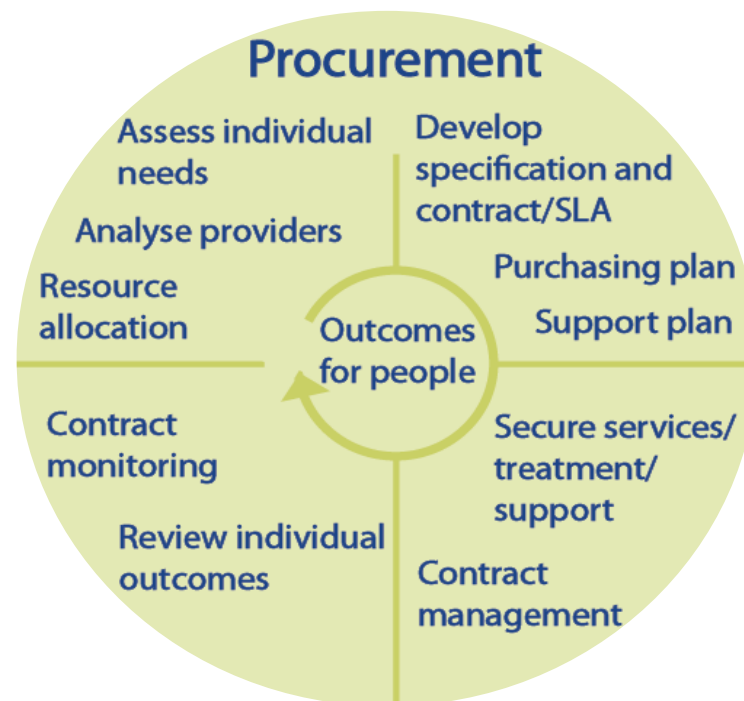 Procurement
Assess individual
needs
Analyse providers
Resource
allocation
Develop
specification and
contract/SLA
Purchasing plan
Support plan
Outcomes
for people
Secure services/
treatment/
support
Contract
management
Contract
monitoring
Review individual
outcomes